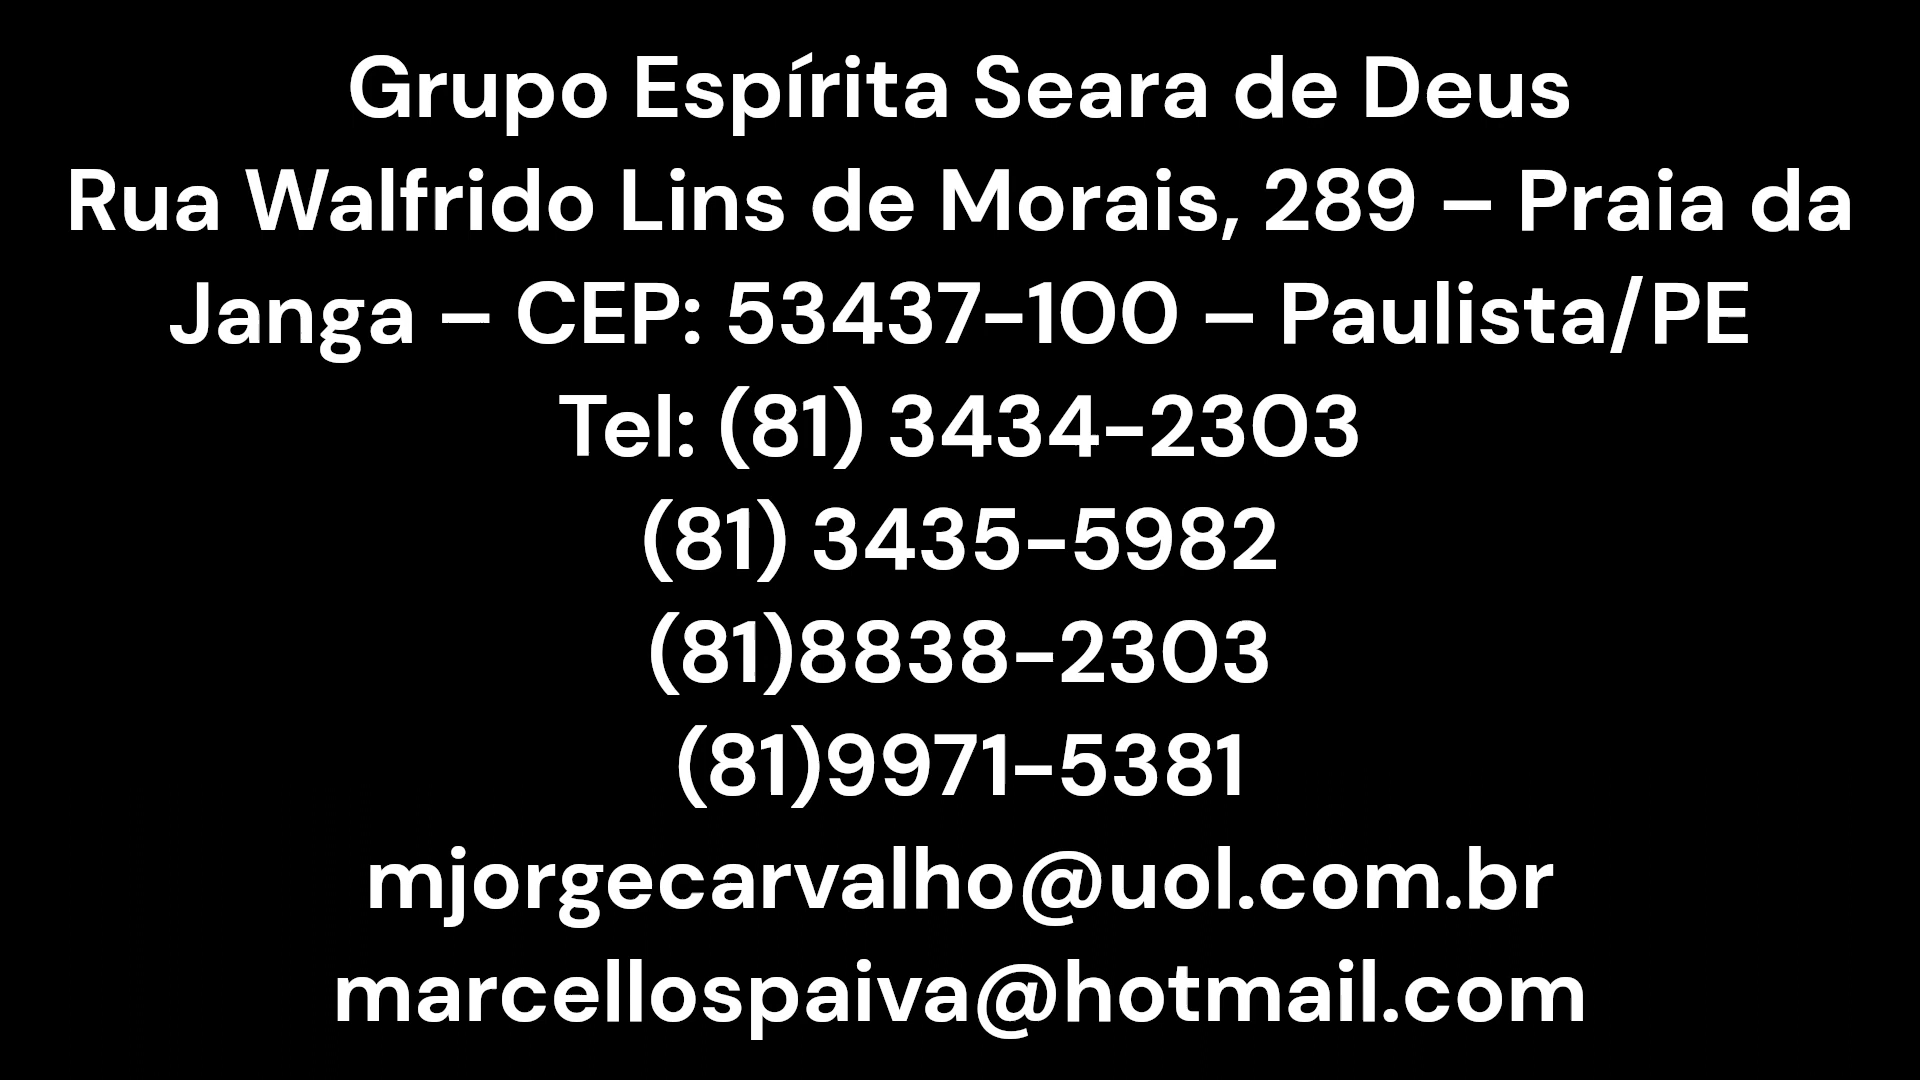 Grupo Espírita Seara de Deus
Rua Walfrido Lins de Morais, 289 – Praia da
Janga – CEP: 53437-100 – Paulista/PE
Tel: (81) 3434-2303
(81) 3435-5982
(81)8838-2303
(81)9971-5381
mjorgecarvalho@uol.com.br
marcellospaiva@hotmail.com